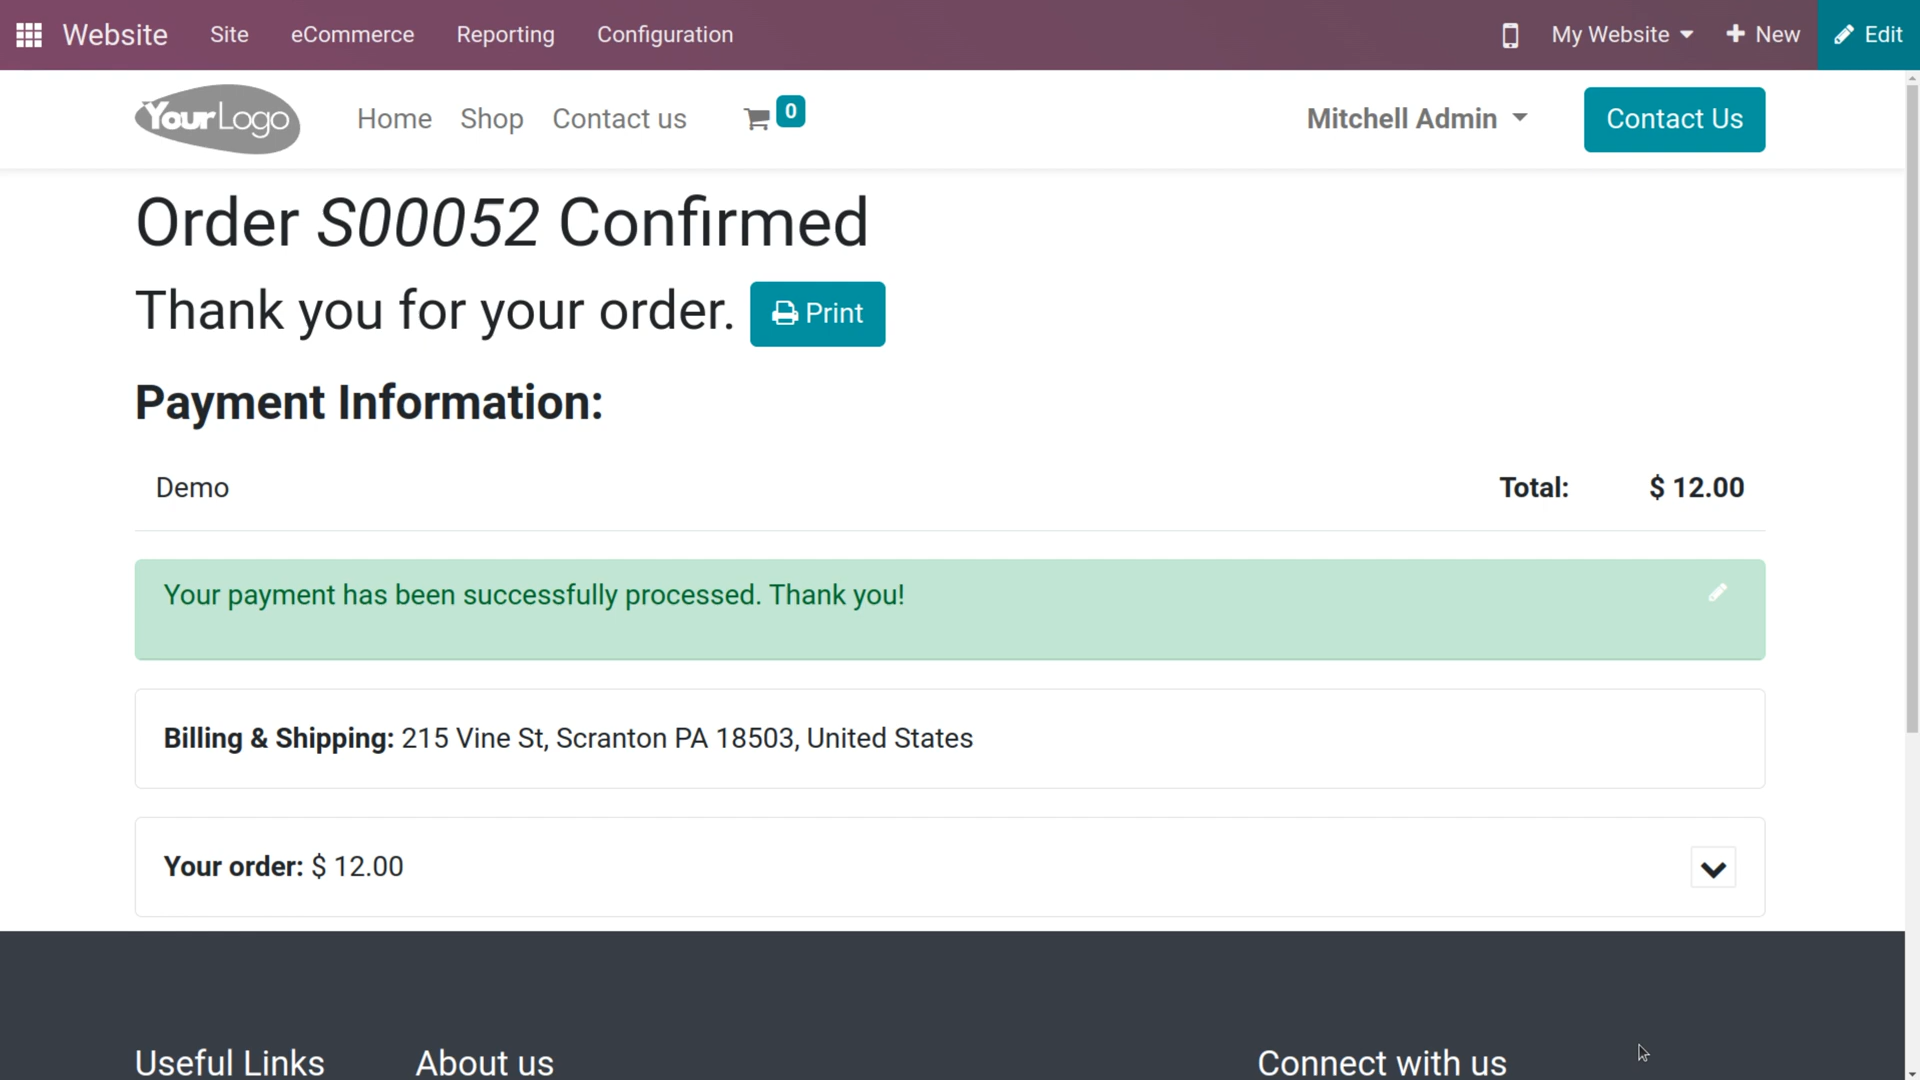 Website Site eCommerce Reporting Configuration My Website New Edit
YourLogo Home Shop Contact us 0 Mitchell Admin Contact Us
Order S00052 Confirmed
Thank you for your order. Print
Payment Information:
Demo Total: $ 12.00
Your payment has been successfully processed. Thank you!
Billing & Shipping: 215 Vine St, Scranton PA 18503, United States
Your order: $ 12.00
Useful Links About us Connect with us